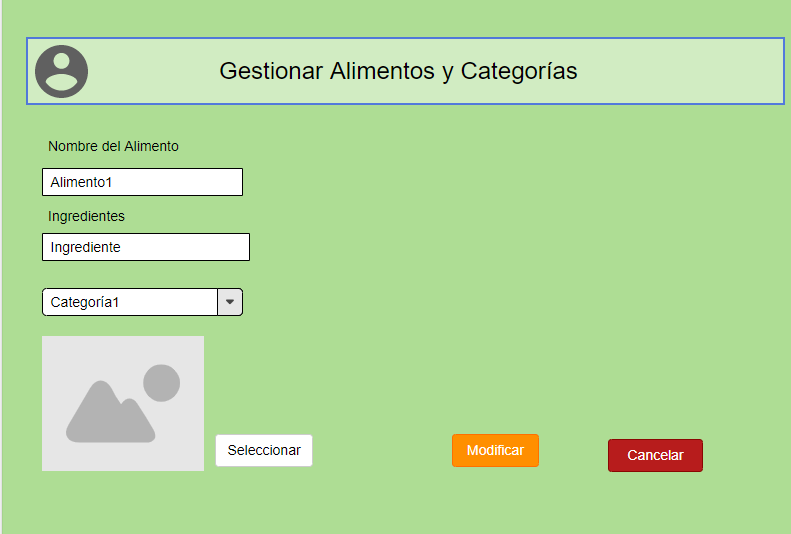 Gestionar Alimentos y Categorías
Nombre del Alimento
Alimento1
Ingredientes
Ingrediente
Categoría1
Seleccionar
Modificar
Cancelar